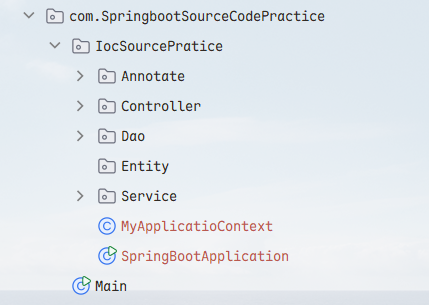 com.SpringbootSourceCodePractice
IocSourcePratice
Annotate
Controller
Dao
Entity
Service
MyApplicatioContext
SpringBootApplication
Main